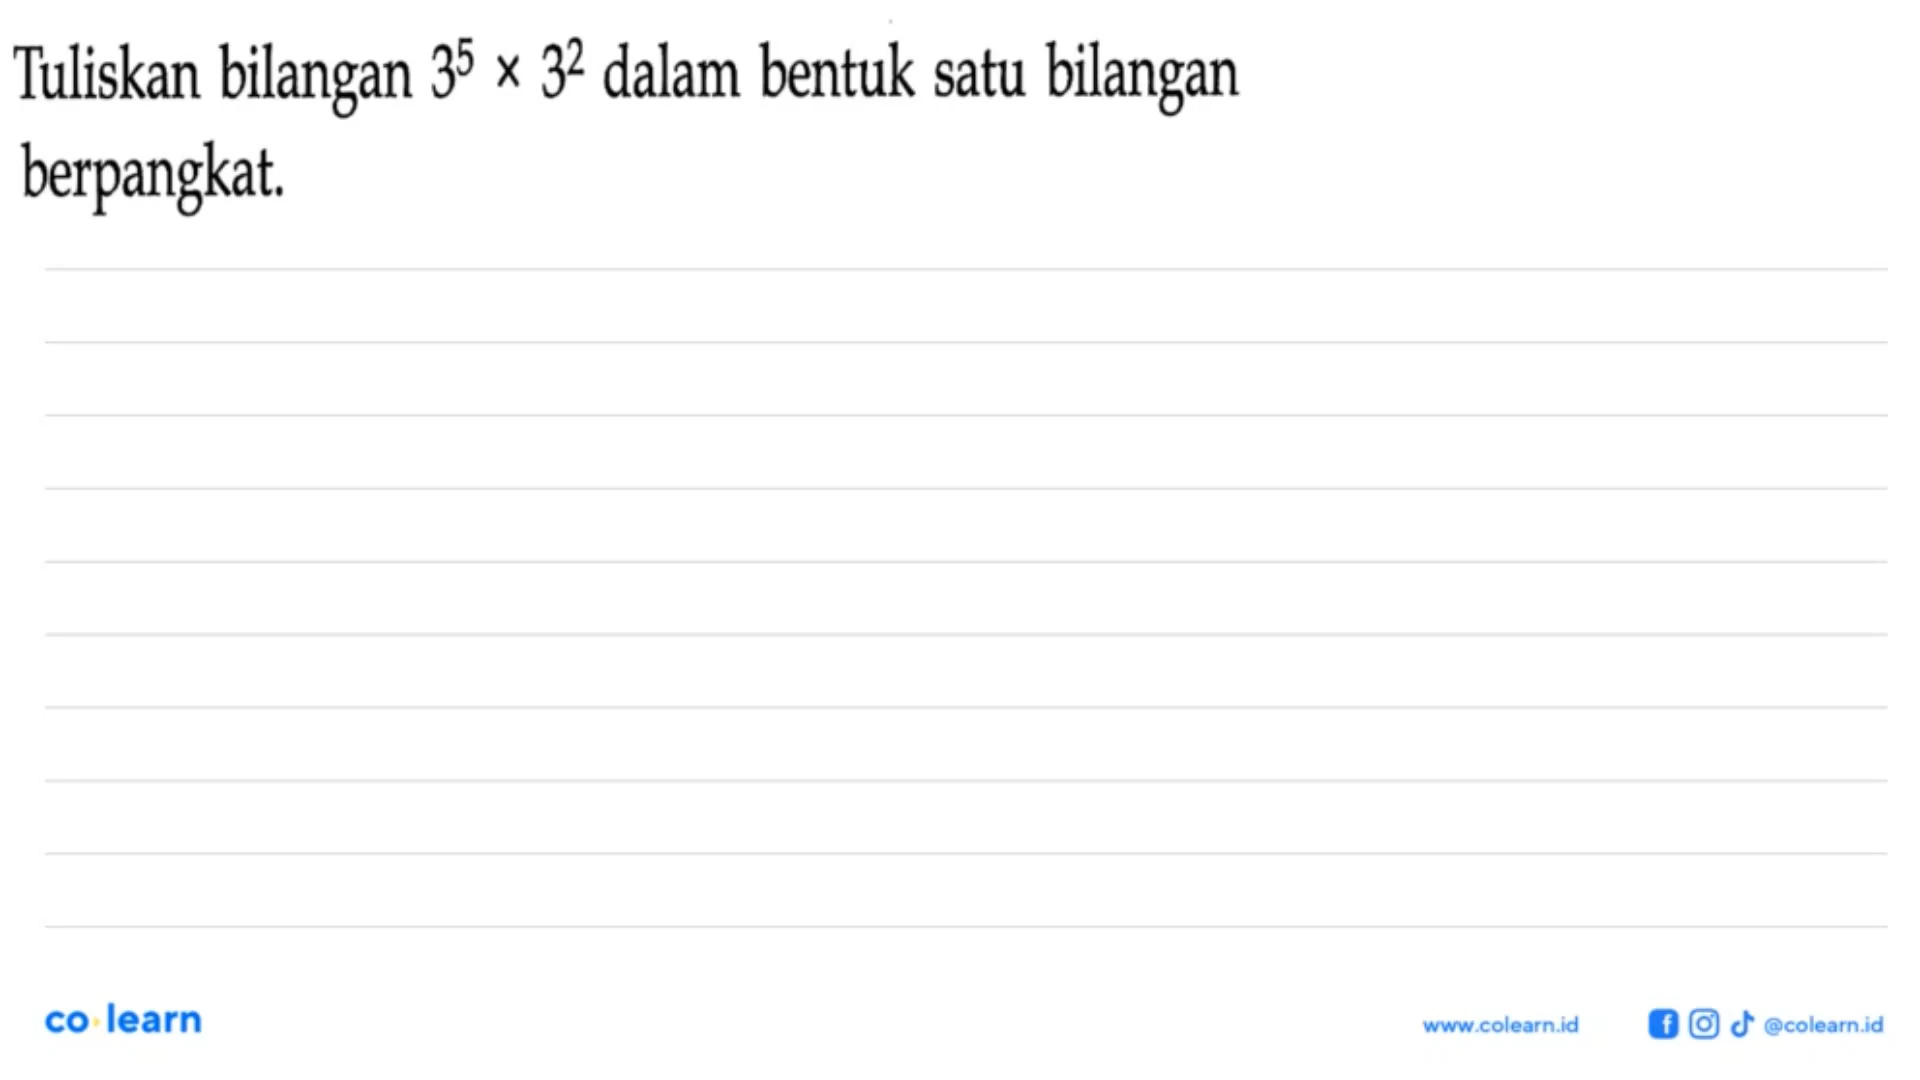 Tuliskan bilangan 3⁵ × 3² dalam bentuk satu bilangan
berpangkat.
co·learn
www.colearn.id @colearn.id